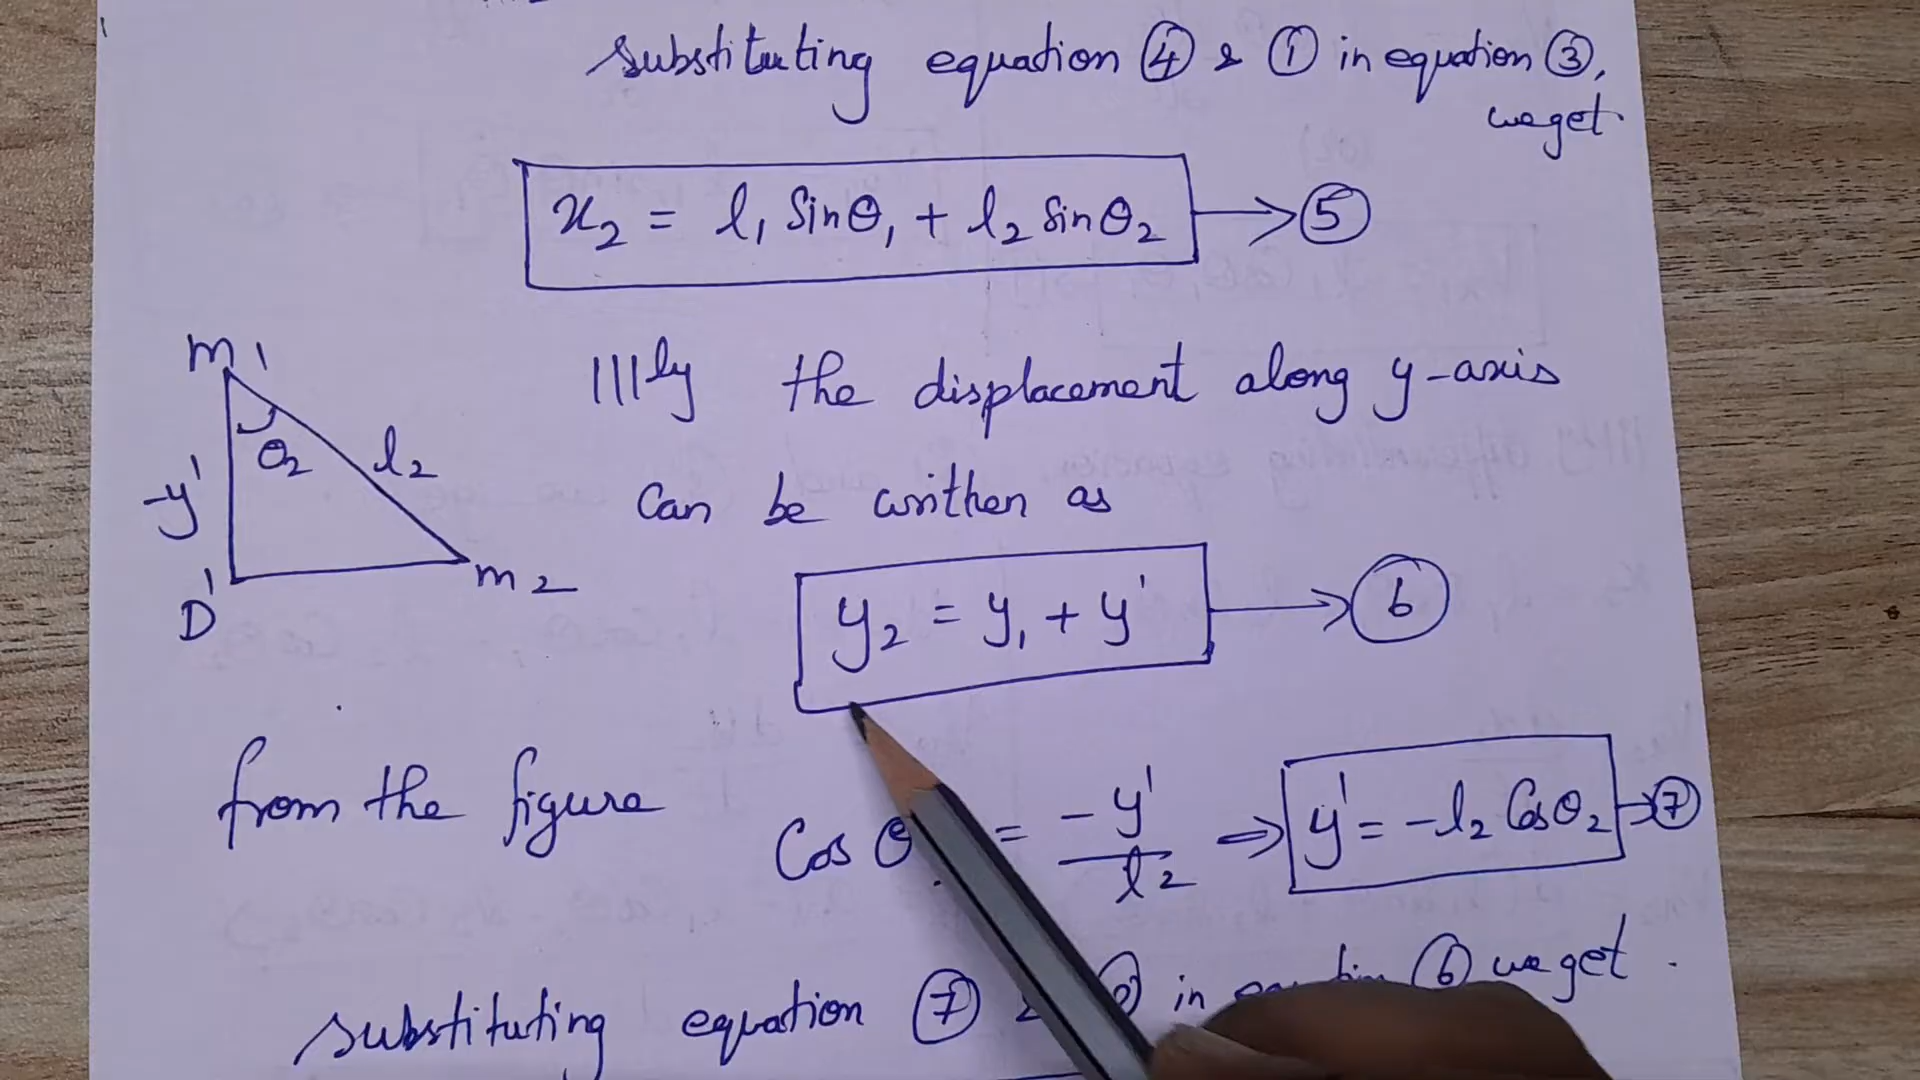 substituting equation ④ & ① in equation ③,
we get.
x₂ = l₁ sinθ₁ + l₂ sinθ₂ → ⑤
m₁
θ₂
l₂
-y'
D'
m₂
|||ly the displacement along y-axis
can be written as
y₂ = y₁ + y' → ⑥
from the figure
Cos θ = -y'/l₂ ⇒ y' = -l₂ Cosθ₂ → ⑦
substituting equation ⑦ & in ⑥ we get.